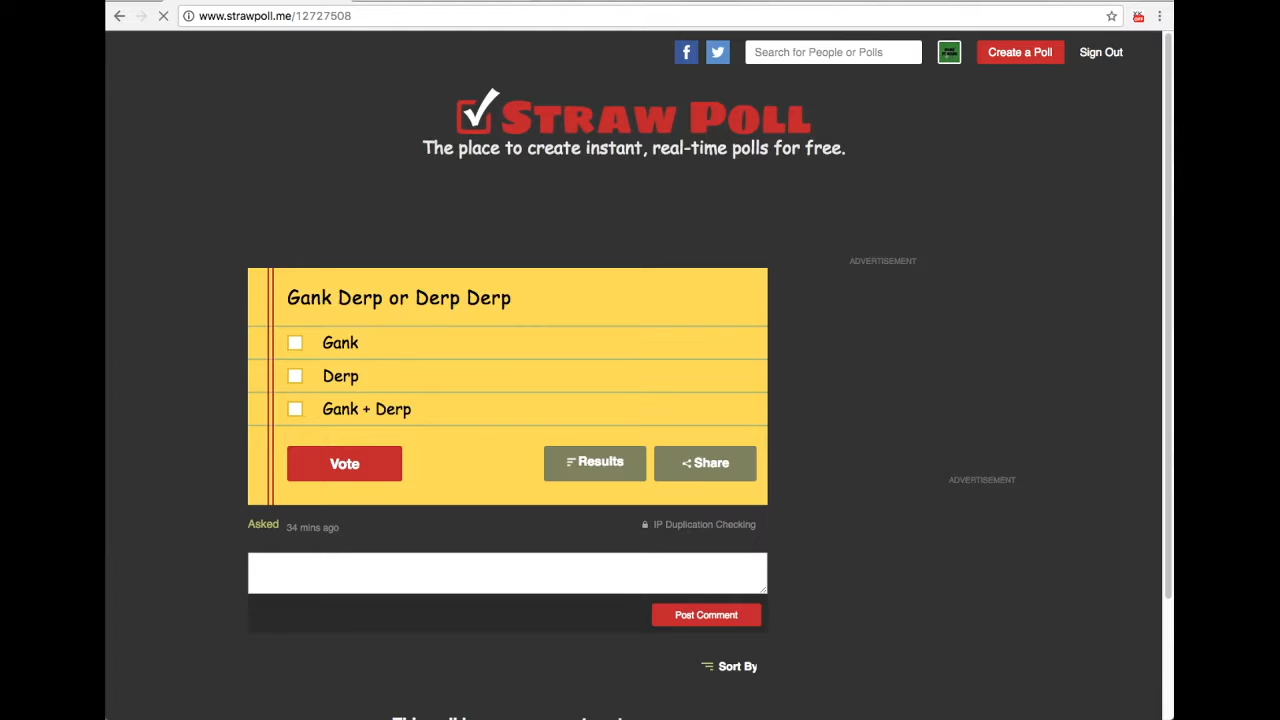 www.strawpoll.me/12727508
Search for People or Polls
Create a Poll
Sign Out
STRAW POLL
The place to create instant, real-time polls for free.
ADVERTISEMENT
Gank Derp or Derp Derp
Gank
Derp
Gank + Derp
Vote
Results
Share
ADVERTISEMENT
Asked 34 mins ago
IP Duplication Checking
Post Comment
Sort By